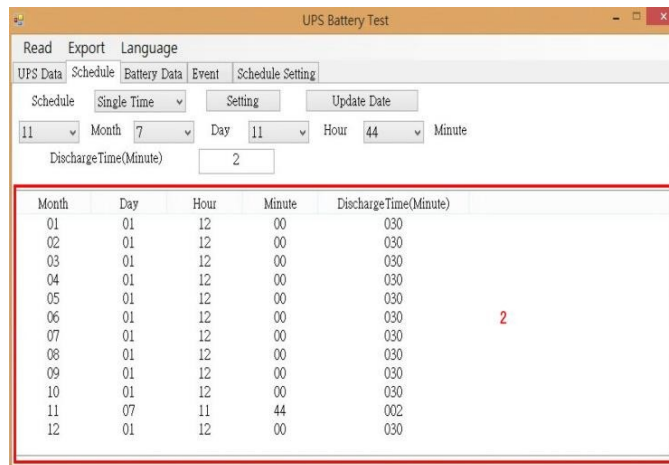 UPS Battery Test
Read Export Language
UPS Data Schedule Battery Data Event Schedule Setting
Schedule Single Time Setting Update Date
11 Month 7 Day 11 Hour 44 Minute
DischargeTime(Minute) 2
Month Day Hour Minute DischargeTime(Minute)
01 01 12 00 030
02 01 12 00 030
03 01 12 00 030
04 01 12 00 030
05 01 12 00 030
06 01 12 00 030 2
07 01 12 00 030
08 01 12 00 030
09 01 12 00 030
10 01 12 00 030
11 07 11 44 002
12 01 12 00 030